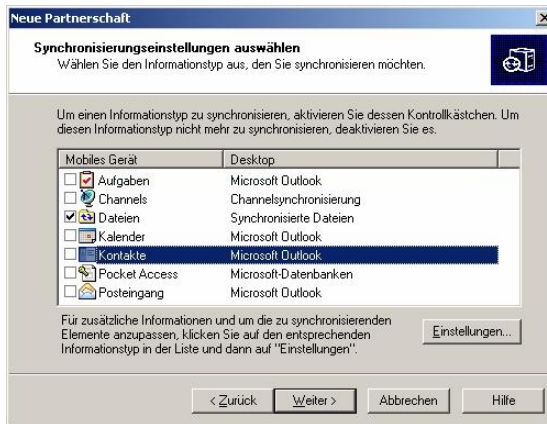 Neue Partnerschaft
Synchronisierungseinstellungen auswählen
Wählen Sie den Informationstyp aus, den Sie synchronisieren möchten.
Um einen Informationstyp zu synchronisieren, aktivieren Sie dessen Kontrollkästchen. Um
diesen Informationstyp nicht mehr zu synchronisieren, deaktivieren Sie es.
Mobiles Gerät Desktop
Aufgaben Microsoft Outlook
Channels Channelsynchronisierung
Dateien Synchronisierte Dateien
Kalender Microsoft Outlook
Kontakte Microsoft Outlook
Pocket Access Microsoft-Datenbanken
Posteingang Microsoft Outlook
Für zusätzliche Informationen und um die zu synchronisierenden
Elemente anzupassen, klicken Sie auf den entsprechenden
Informationstyp in der Liste und dann auf "Einstellungen".
Einstellungen...
< Zurück Weiter > Abbrechen Hilfe